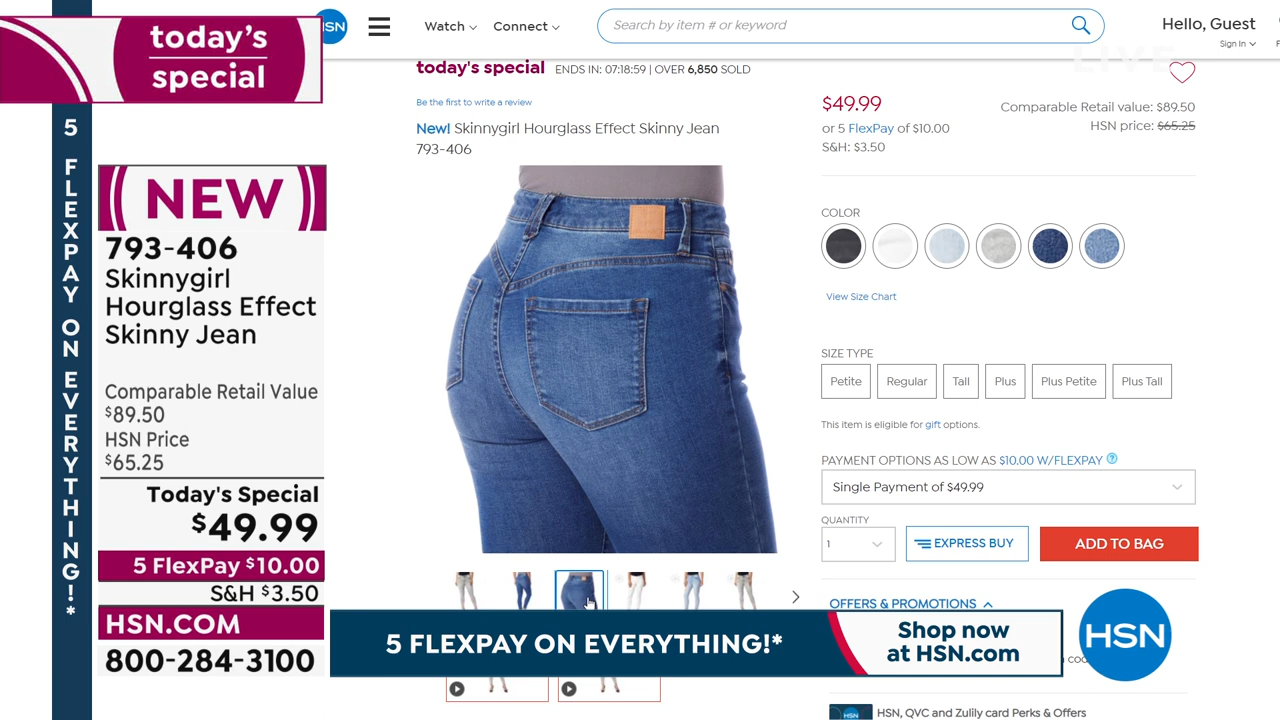 today's
special
5 FLEXPAY ON EVERYTHING!*
NEW
793-406
Skinnygirl
Hourglass Effect
Skinny Jean
Comparable Retail Value
$89.50
HSN Price
$65.25
Today's Special
$49.99
5 FlexPay $10.00
S&H $3.50
HSN.COM
800-284-3100
Watch
Connect
Search by item # or keyword
Hello, Guest
Sign In
LIVE
today's special ENDS IN: 07:18:59 | OVER 6,850 SOLD
Be the first to write a review
New! Skinnygirl Hourglass Effect Skinny Jean
793-406
$49.99
or 5 FlexPay of $10.00
S&H: $3.50
Comparable Retail value: $89.50
HSN price: $65.25
COLOR
View Size Chart
SIZE TYPE
Petite
Regular
Tall
Plus
Plus Petite
Plus Tall
This item is eligible for gift options.
PAYMENT OPTIONS AS LOW AS $10.00 W/FLEXPAY ?
Single Payment of $49.99
QUANTITY
1
EXPRESS BUY
ADD TO BAG
OFFERS & PROMOTIONS
5 FLEXPAY ON EVERYTHING!*
Shop now
at HSN.com
HSN
HSN, QVC and Zulily card Perks & Offers